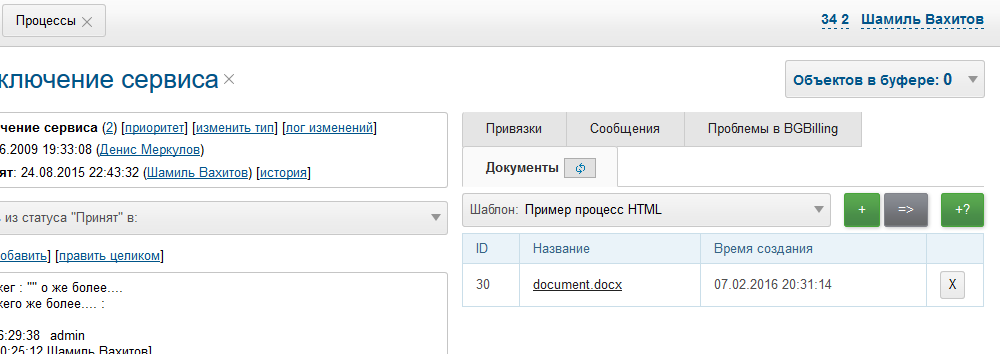 Процессы
34 2 Шамиль Вахитов
ключение сервиса
Объектов в буфере: 0
чение сервиса (2) [приоритет] [изменить тип] [лог изменений]
6.2009 19:33:08 (Денис Меркулов)
ят: 24.08.2015 22:43:32 (Шамиль Вахитов) [история]
из статуса "Принят" в:
обавить] [править целиком]
кег : "" о же более....
кего же более.... :
6:29:38 admin
0:25:12 Шамиль Вахитов]
Привязки Сообщения Проблемы в BGBilling
Документы
Шаблон: Пример процесс HTML + => +?
ID Название Время создания
30 document.docx 07.02.2016 20:31:14 X